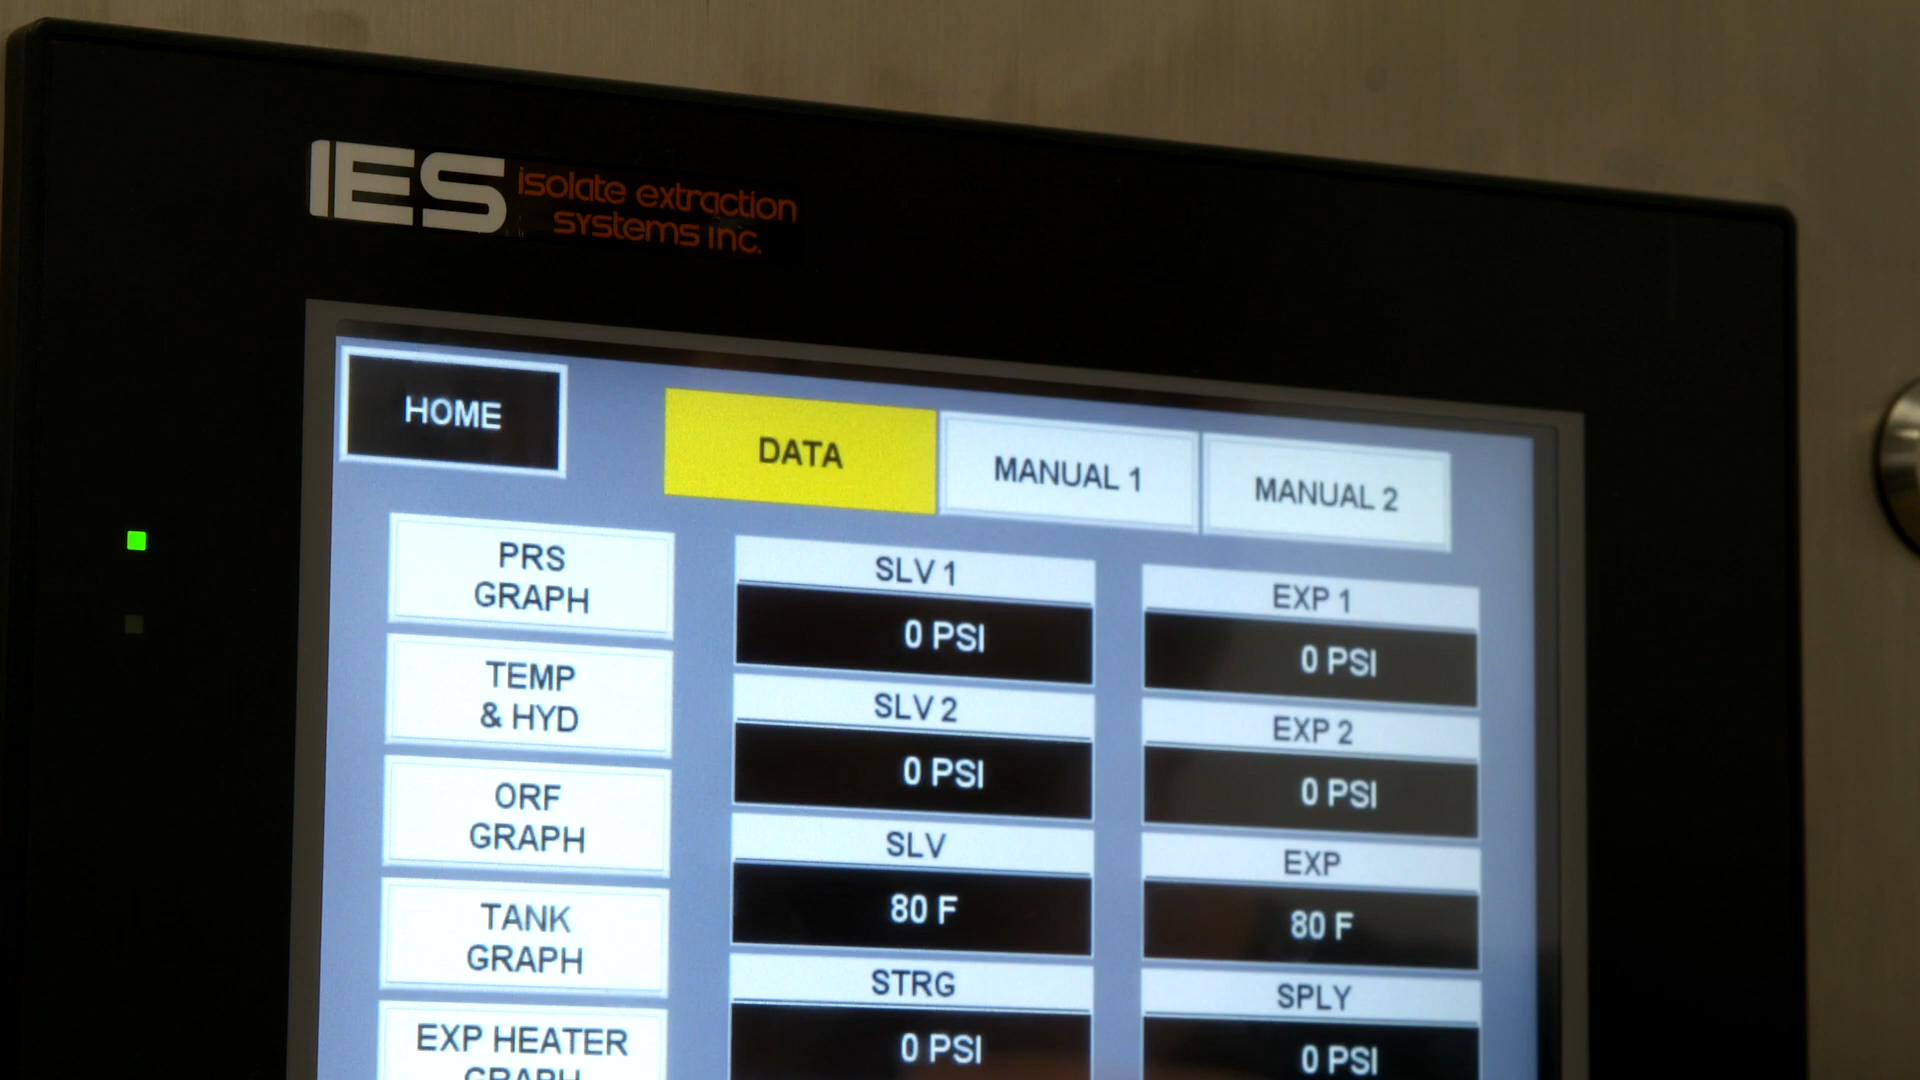 IES isolate extraction
systems inc.
HOME
DATA
MANUAL 1
MANUAL 2
PRS
GRAPH
TEMP
& HYD
ORF
GRAPH
TANK
GRAPH
EXP HEATER
GRAPH
SLV 1
0 PSI
SLV 2
0 PSI
SLV
80 F
STRG
0 PSI
EXP 1
0 PSI
EXP 2
0 PSI
EXP
80 F
SPLY
0 PSI